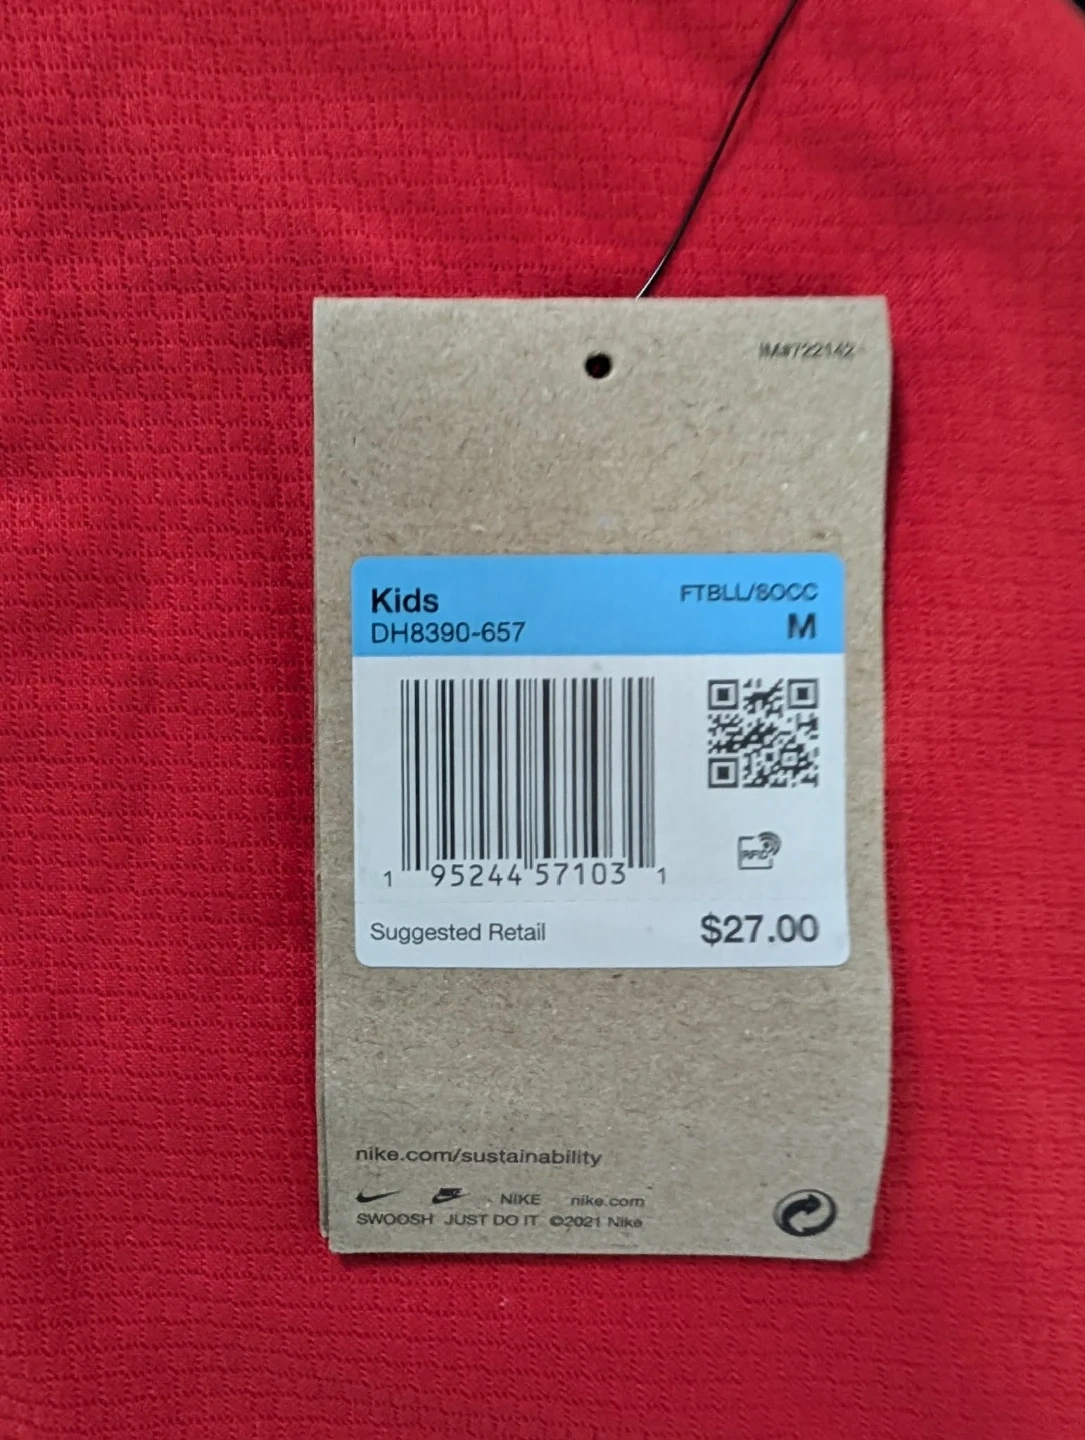 IM#722142
Kids FTBLL/SOCC
DH8390-657 M
RFID
1 95244 57103 1
Suggested Retail $27.00
nike.com/sustainability
NIKE nike.com
SWOOSH JUST DO IT ©2021 Nike